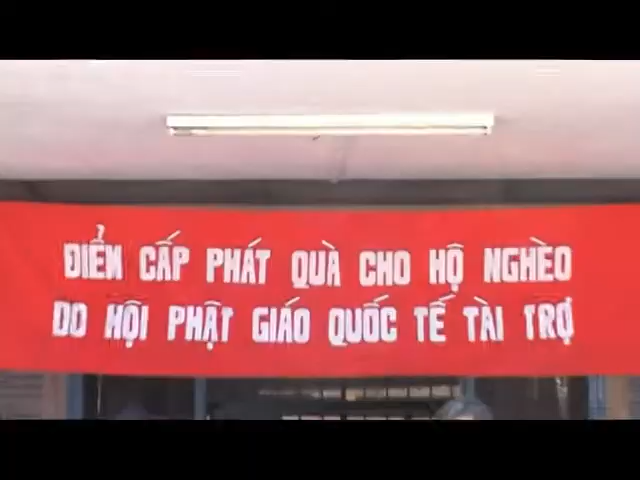 ĐIỂM CẤP PHÁT QUÀ CHO HỘ NGHÈO
DO HỘI PHẬT GIÁO QUỐC TẾ TÀI TRỢ